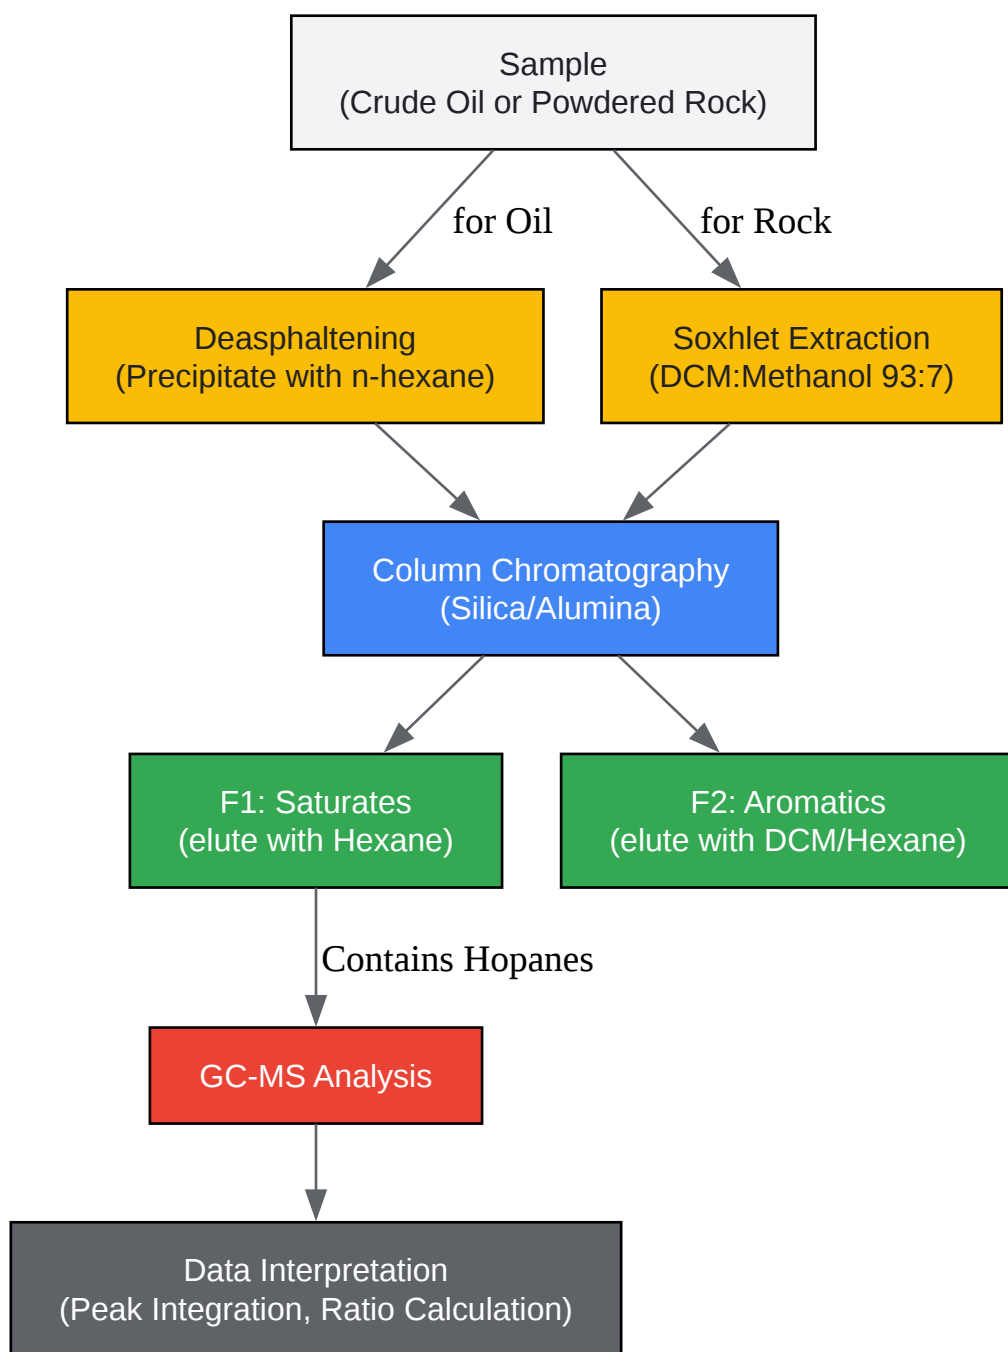 Sample
(Crude Oil or Powdered Rock)
for Oil
for Rock
Deasphaltening
(Precipitate with n-hexane)
Soxhlet Extraction
(DCM:Methanol 93:7)
Column Chromatography
(Silica/Alumina)
F1: Saturates
(elute with Hexane)
F2: Aromatics
(elute with DCM/Hexane)
Contains Hopanes
GC-MS Analysis
Data Interpretation
(Peak Integration, Ratio Calculation)